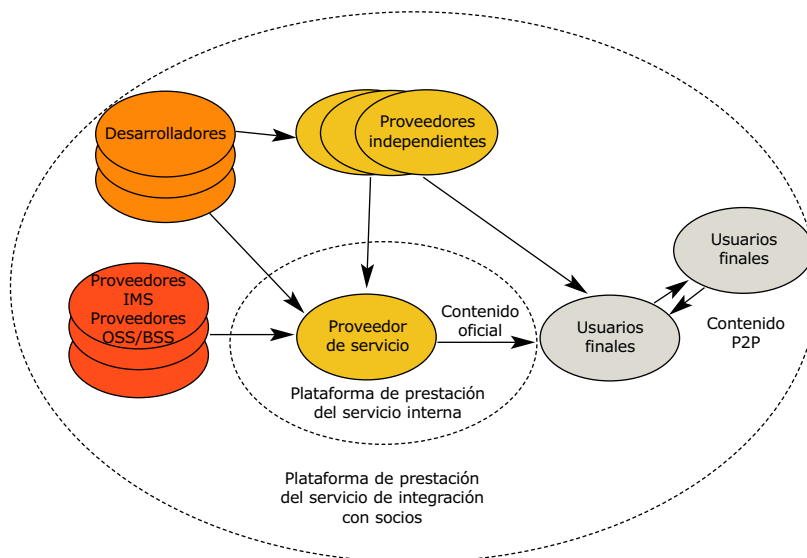 Desarrolladores
Proveedores
independientes
Usuarios
finales
Proveedores
IMS
Proveedores
OSS/BSS
Proveedor
de servicio
Contenido
oficial
Usuarios
finales
Contenido
P2P
Plataforma de prestación
del servicio interna
Plataforma de prestación
del servicio de integración
con socios